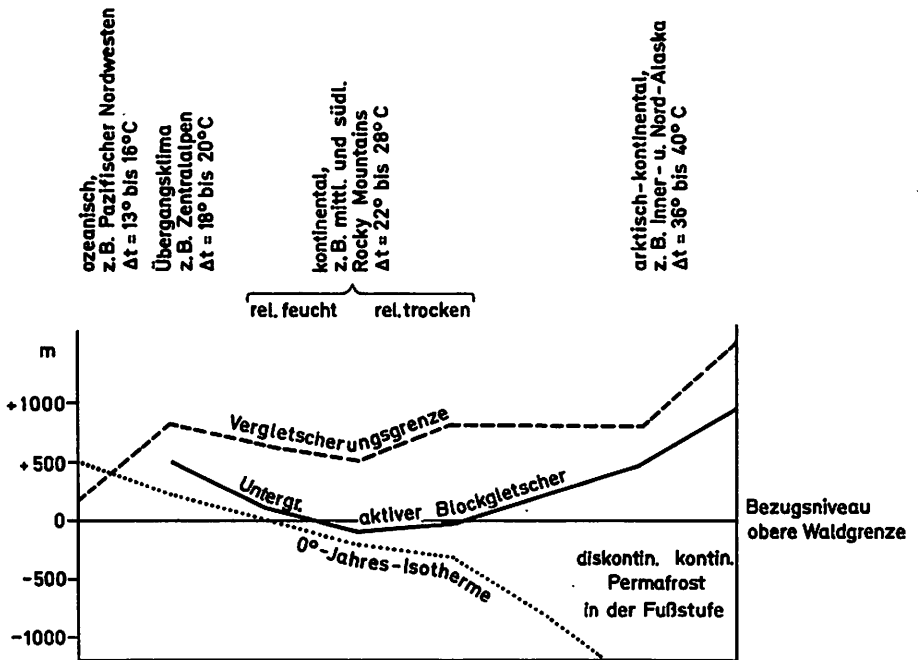 ozeanisch,
z.B. Pazifischer Nordwesten
Δt = 13° bis 16°C
Übergangsklima
z.B. Zentralalpen
Δt = 18° bis 20°C
kontinental,
z.B. mittl. und südl.
Rocky Mountains
Δt = 22° bis 28°C
arktisch-kontinental,
z.B. Inner- u. Nord-Alaska
Δt = 36° bis 40°C
rel. feucht
rel. trocken
m
+1000
+500
0
-500
-1000
Vergletscherungsgrenze
Untergr. aktiver Blockgletscher
0°-Jahres-Isotherme
Bezugsniveau
obere Waldgrenze
diskontin. kontin.
Permafrost
in der Fußstufe